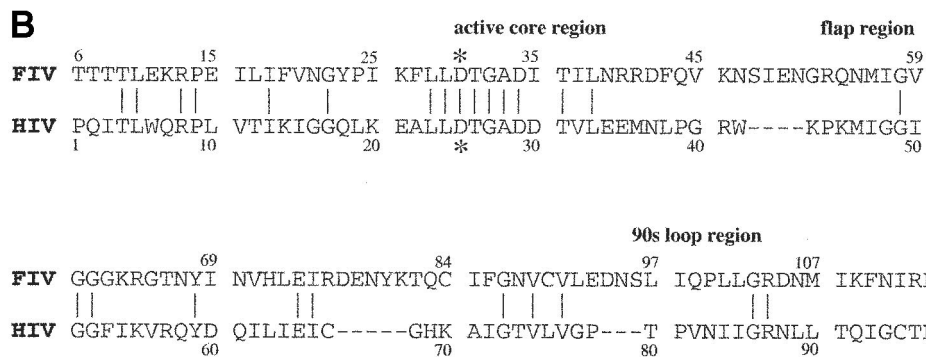 B
active core region flap region
6 15 25 * 35 45 59
FIV TTTTLEKRPE ILIFVNGYPI KFLLDTGADI TILNRRDFQV KNSIENGRQNMIGV
HIV PQITLWQRPL VTIKIGGQLK EALLDTGADD TVLEEMNLPG RW----KPKMIGGI
1 10 20 * 30 40 50
90s loop region
69 84 97 107
FIV GGGKRGTNYI NVHLEIRDENYKTQC IFGNVCVLEDNSL IQPLLGRDNM IKFNIR
HIV GGFIKVRQYD QILIEIC-----GHK AIGTVLVGP---T PVNIIGRNLL TQIGCT
60 70 80 90